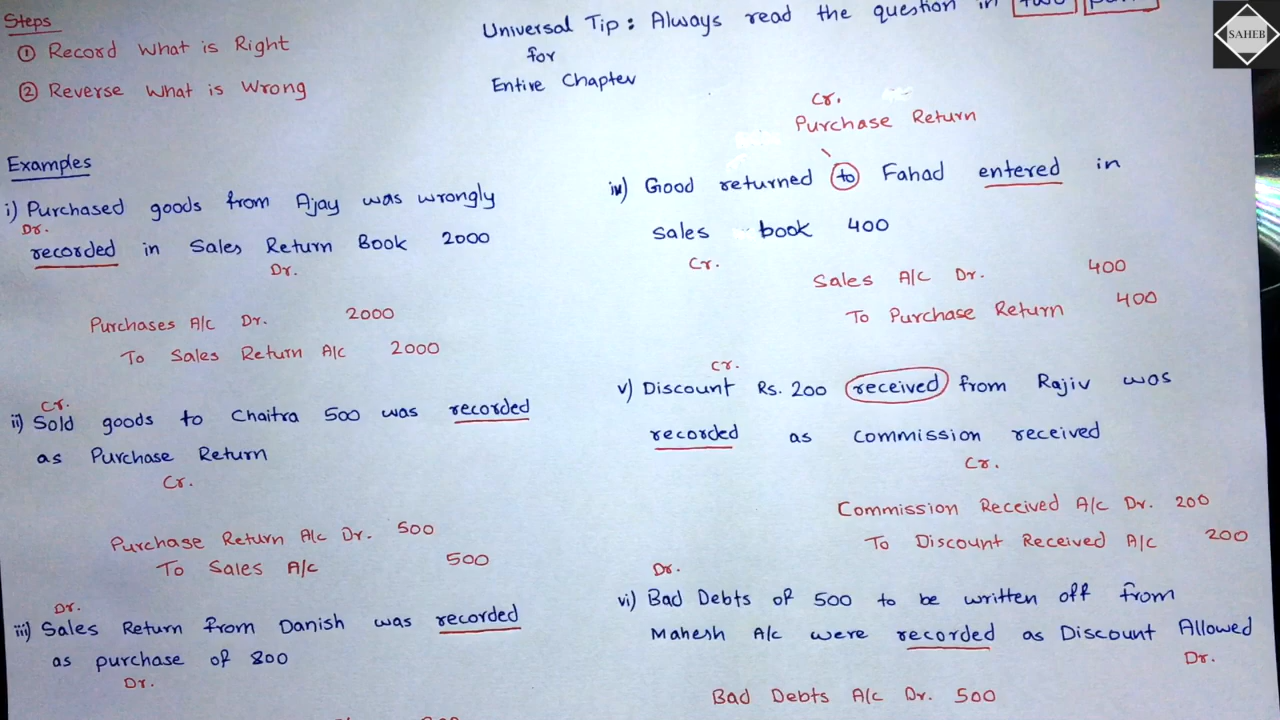 Steps
① Record What is Right
② Reverse What is Wrong
Universal Tip: Always read the question in
for
Entire Chapter
SAHEB
Examples
i) Purchased goods from Ajay was wrongly
Dr.
recorded in Sales Return Book 2000
Dr.
Purchases A/c Dr. 2000
To Sales Return A/c 2000
Cr.
ii) Sold goods to Chaitra 500 was recorded
as Purchase Return
Cr.
Purchase Return A/c Dr. 500
To Sales A/c 500
Dr.
iii) Sales Return from Danish was recorded
as purchase of 800
Dr.
Cr.
Purchase Return
iv) Good returned to Fahad entered in
sales book 400
Cr.
Sales A/c Dr. 400
To Purchase Return 400
Cr.
v) Discount Rs. 200 received from Rajiv was
recorded as commission received
Cr.
Commission Received A/c Dr. 200
To Discount Received A/c 200
Dr.
vi) Bad Debts of 500 to be written off from
Mahesh A/c were recorded as Discount Allowed
Dr.
Bad Debts A/c Dr. 500